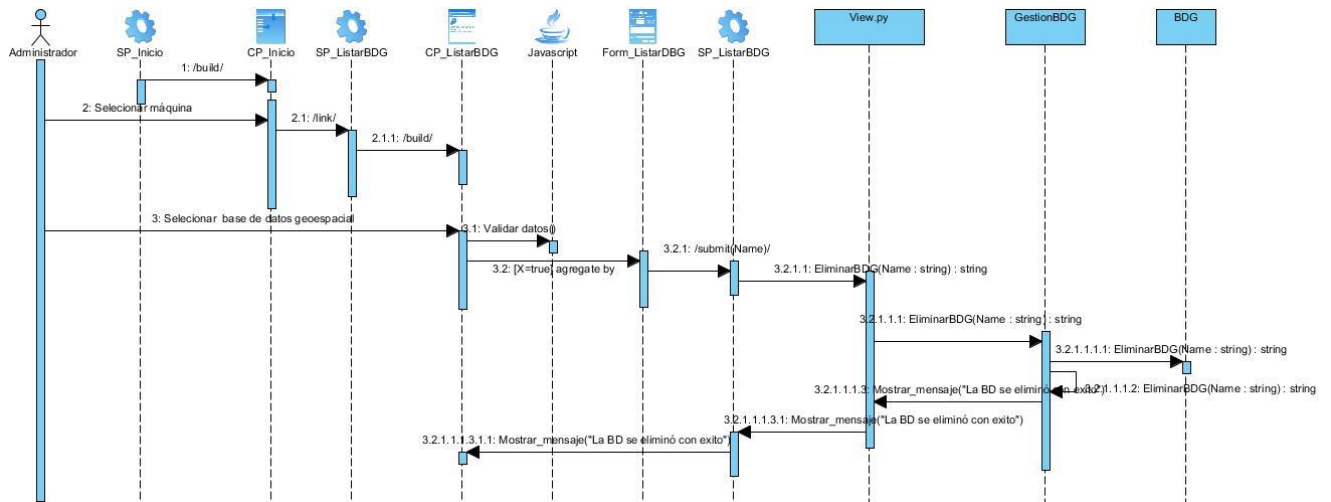 Administrador
SP_Inicio
CP_Inicio
SP_ListarBDG
CP_ListarBDG
Javascript
Form_ListarDBG
SP_ListarBDG
View.py
GestionBDG
BDG
1: /build/
2: Selecionar máquina
2.1: /link/
2.1.1: /build/
3: Selecionar base de datos geoespacial
3.1: Validar datos()
3.2: [X=true] agregate by
3.2.1: /submit(Name)/
3.2.1.1: EliminarBDG(Name : string) : string
3.2.1.1.1: EliminarBDG(Name : string) : string
3.2.1.1.1.1: EliminarBDG(Name : string) : string
3.2.1.1.1.2: EliminarBDG(Name : string) : string
3.2.1.1.1.3: Mostrar_mensaje("La BD se eliminó con exito")
3.2.1.1.1.3.1: Mostrar_mensaje("La BD se eliminó con exito")
3.2.1.1.1.3.1.1: Mostrar_mensaje("La BD se eliminó con exito")